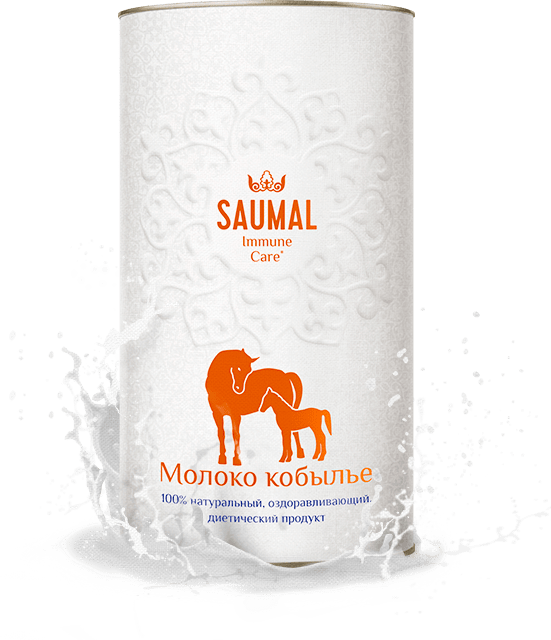 SAUMAL
Immune
Care*
Молоко кобылье
100% натуральный, оздоравливающий,
диетический продукт